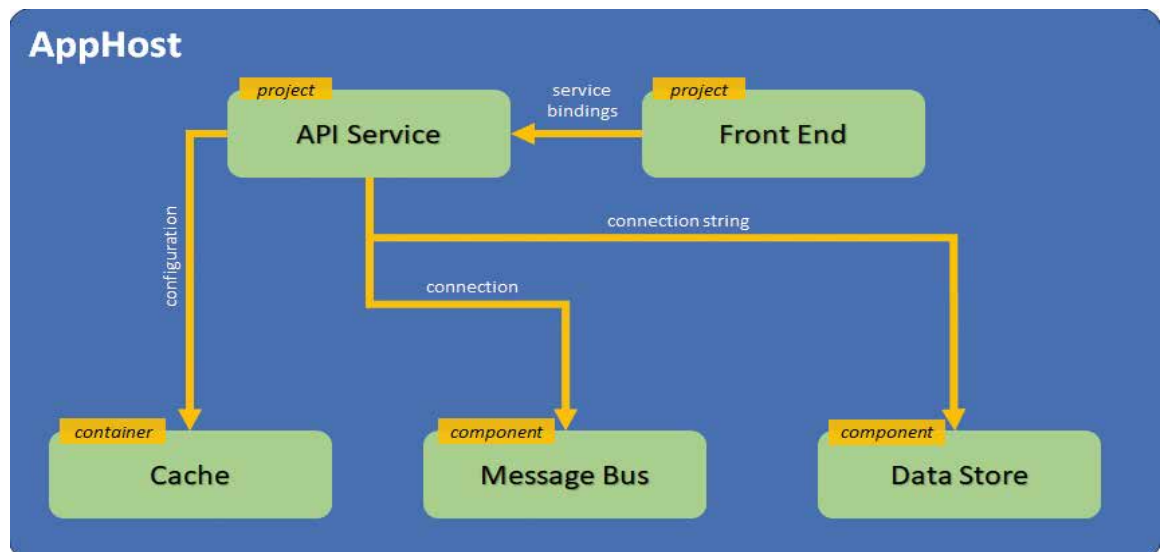 AppHost
project
API Service
service
bindings
project
Front End
configuration
connection string
connection
container
Cache
component
Message Bus
component
Data Store